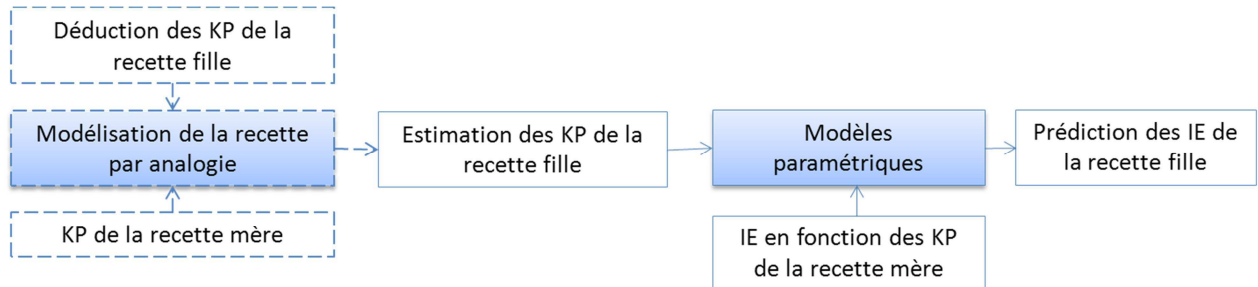 Déduction des KP de la
recette fille
Modélisation de la recette
par analogie
KP de la recette mère
Estimation des KP de la
recette fille
Modèles
paramétriques
IE en fonction des KP
de la recette mère
Prédiction des IE de
la recette fille